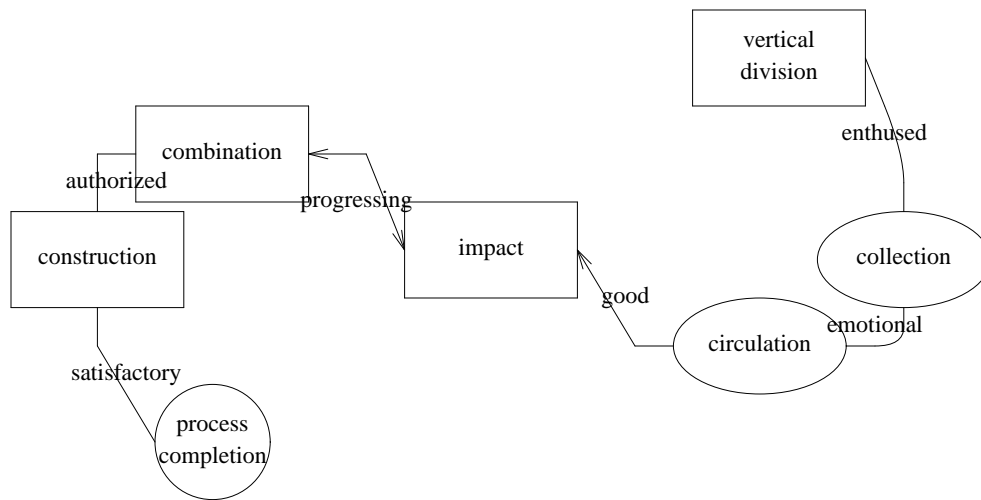 vertical
division
enthused
combination
authorized
progressing
construction
impact
collection
good
emotional
circulation
satisfactory
process
completion